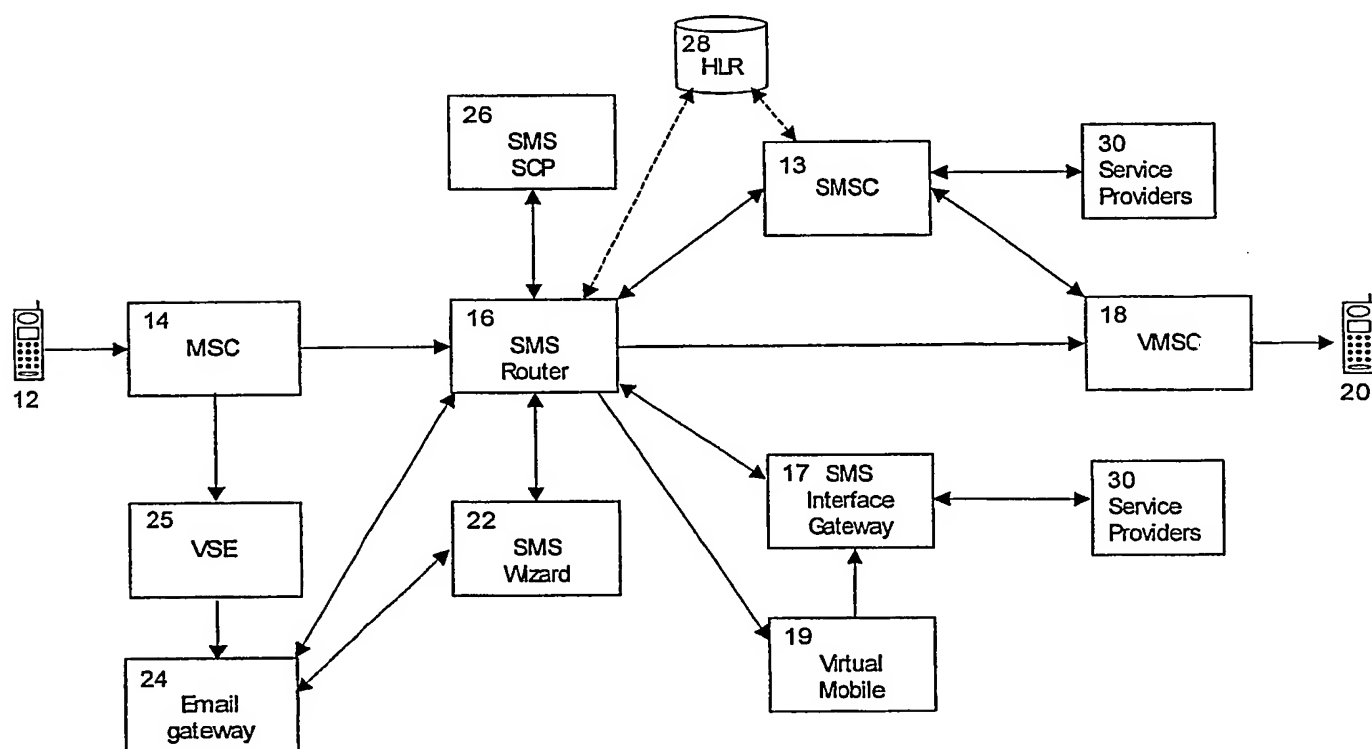 28
HLR
26
SMS
SCP
13
SMSC
30
Service
Providers
12
14
MSC
16
SMS
Router
18
VMSC
20
25
VSE
22
SMS
Wizard
17 SMS
Interface
Gateway
30
Service
Providers
24
Email
gateway
19
Virtual
Mobile